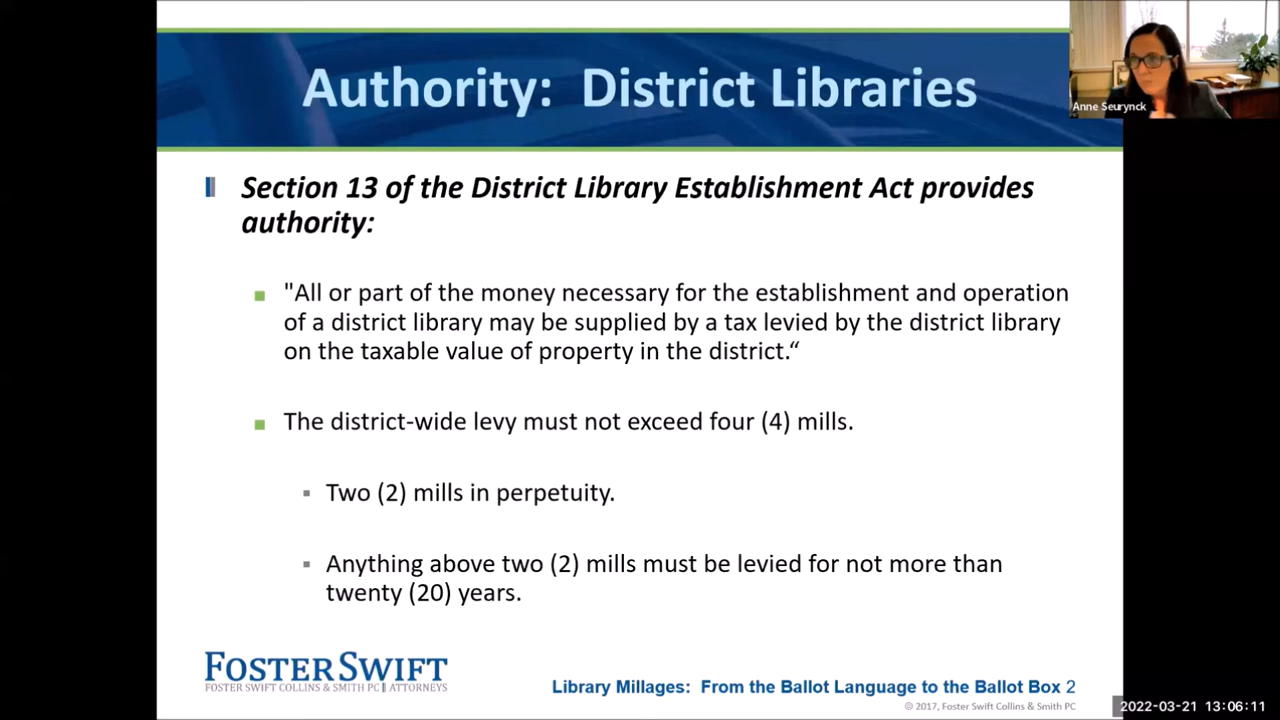 Authority: District Libraries
Anne Seurynck
Section 13 of the District Library Establishment Act provides
authority:
"All or part of the money necessary for the establishment and operation
of a district library may be supplied by a tax levied by the district library
on the taxable value of property in the district.“
The district-wide levy must not exceed four (4) mills.
Two (2) mills in perpetuity.
Anything above two (2) mills must be levied for not more than
twenty (20) years.
FOSTER SWIFT
FOSTER SWIFT COLLINS & SMITH PC || ATTORNEYS
Library Millages: From the Ballot Language to the Ballot Box 2
© 2017, Foster Swift Collins & Smith PC
2022-03-21 13:06:11